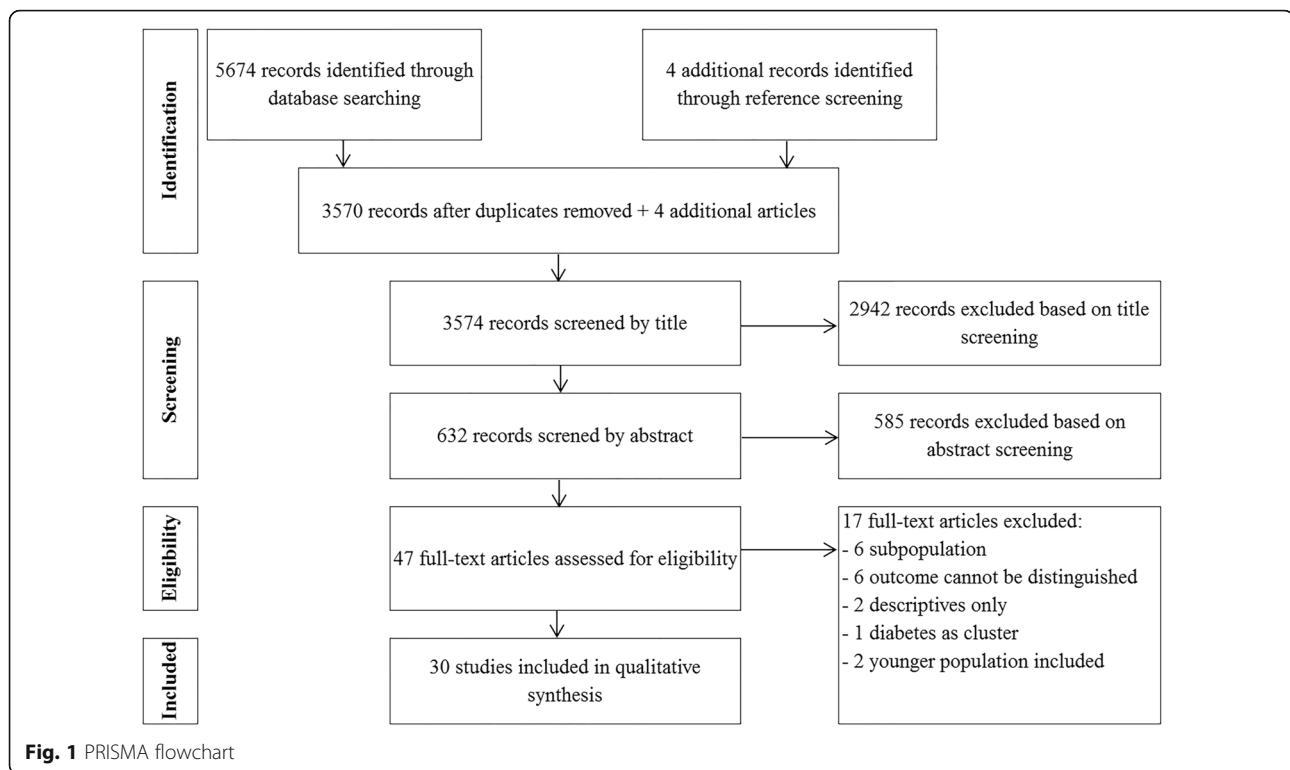 Identification
5674 records identified through
database searching
4 additional records identified
through reference screening
3570 records after duplicates removed + 4 additional articles
Screening
3574 records screened by title
2942 records excluded based on title
screening
632 records screned by abstract
585 records excluded based on
abstract screening
Eligibility
47 full-text articles assessed for eligibility
17 full-text articles excluded:
- 6 subpopulation
- 6 outcome cannot be distinguished
- 2 descriptives only
- 1 diabetes as cluster
- 2 younger population included
Included
30 studies included in qualitative
synthesis
Fig. 1 PRISMA flowchart